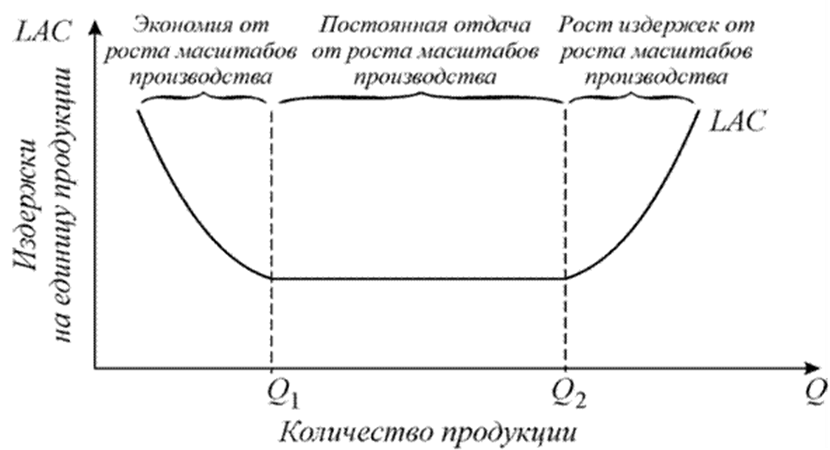 LAC
Экономия от
роста масштабов
производства
Постоянная отдача
от роста масштабов
производства
Рост издержек от
роста масштабов
производства
LAC
Издержки
на единицу продукции
Q1
Q2
Q
Количество продукции